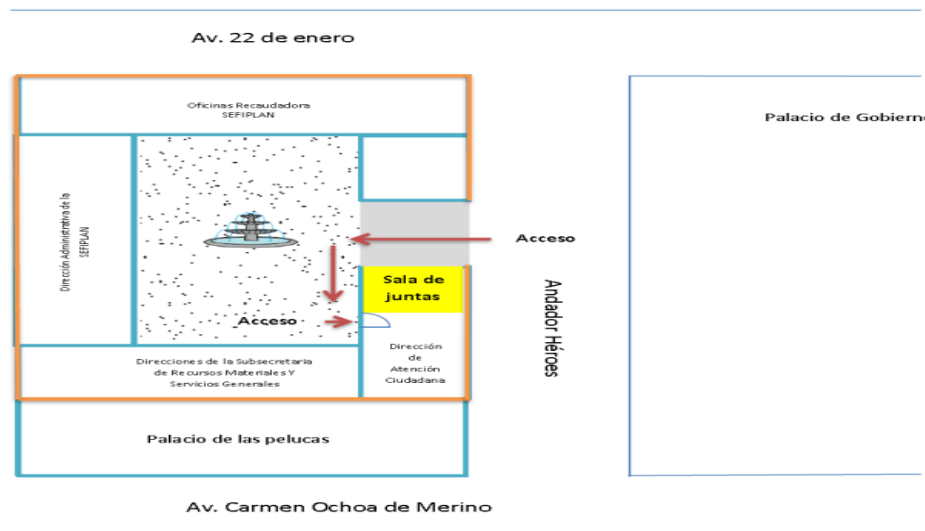 Av. 22 de enero
Oficinas Recaudadora
SEFIPLAN
Palacio de Gobierno
Dirección Administrativa de la
SEFIPLAN
Acceso
Sala de
juntas
Andador Héroes
Acceso
Dirección
de
Atención
Ciudadana
Direcciones de la Subsecretaria
de Recursos Materiales Y
Servicios Generales
Palacio de las pelucas
Av. Carmen Ochoa de Merino